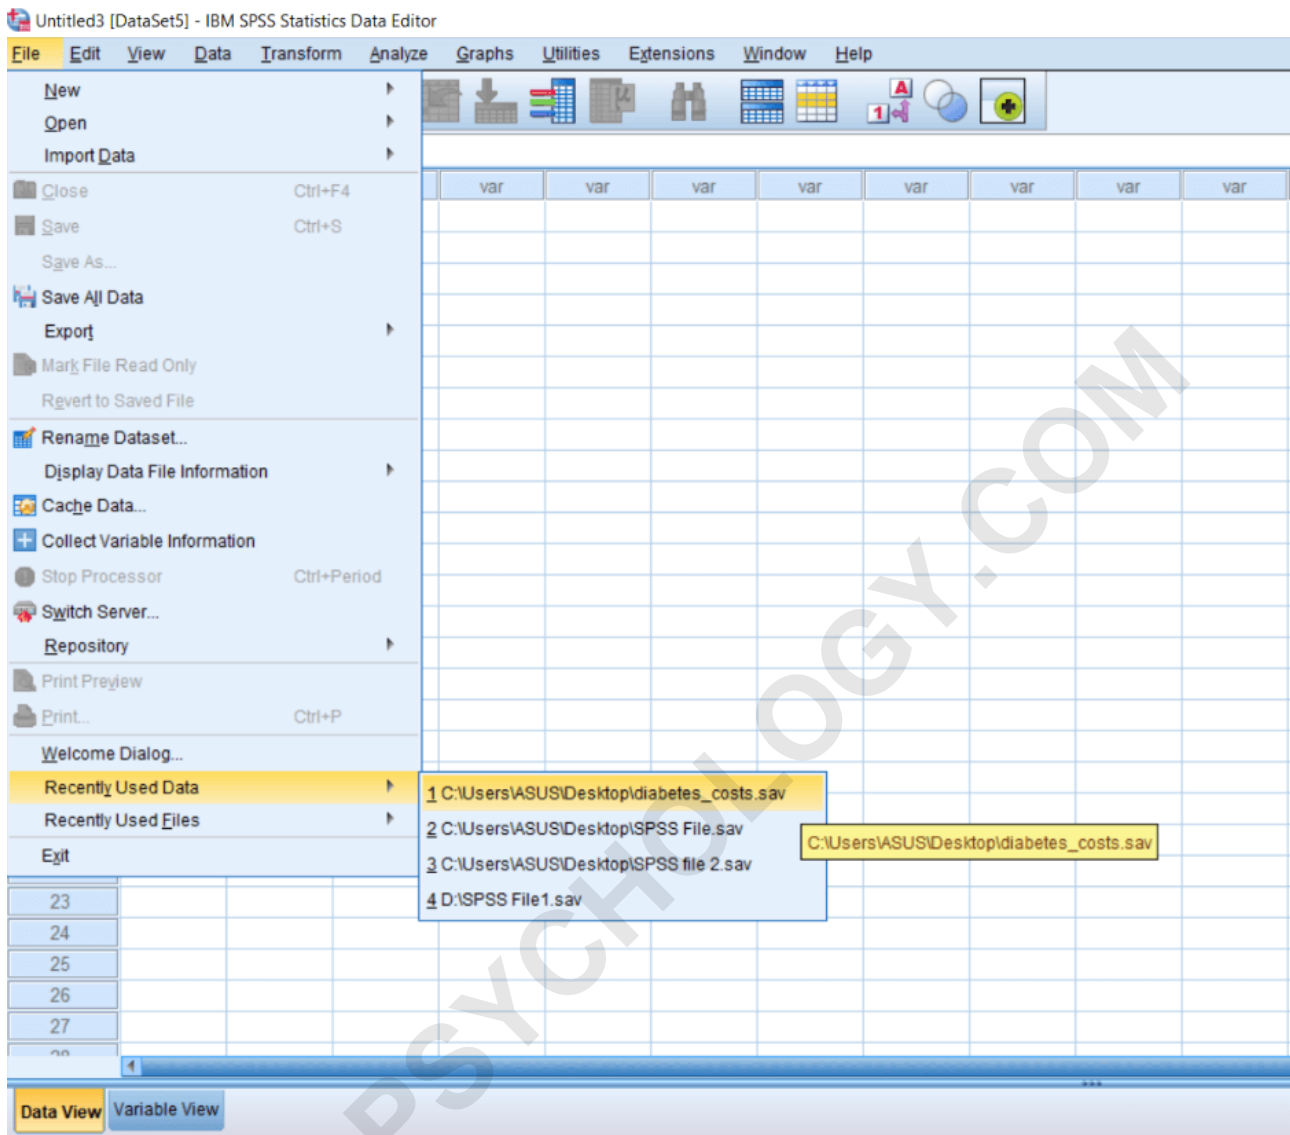 Untitled3 [DataSet5] - IBM SPSS Statistics Data Editor
File Edit View Data Transform Analyze Graphs Utilities Extensions Window Help
New
Open
Import Data
Close Ctrl+F4
Save Ctrl+S
Save As...
Save All Data
Export
Mark File Read Only
Revert to Saved File
Rename Dataset...
Display Data File Information
Cache Data...
Collect Variable Information
Stop Processor Ctrl+Period
Switch Server...
Repository
Print Preview
Print... Ctrl+P
Welcome Dialog...
Recently Used Data
Recently Used Files
Exit
A
1
µ
var var var var var var var var
1 C:\Users\ASUS\Desktop\diabetes_costs.sav
2 C:\Users\ASUS\Desktop\SPSS File.sav
3 C:\Users\ASUS\Desktop\SPSS file 2.sav
4 D:\SPSS File1.sav
C:\Users\ASUS\Desktop\diabetes_costs.sav
23
24
25
26
27
Data View Variable View
PSYCHOLOGY.COM